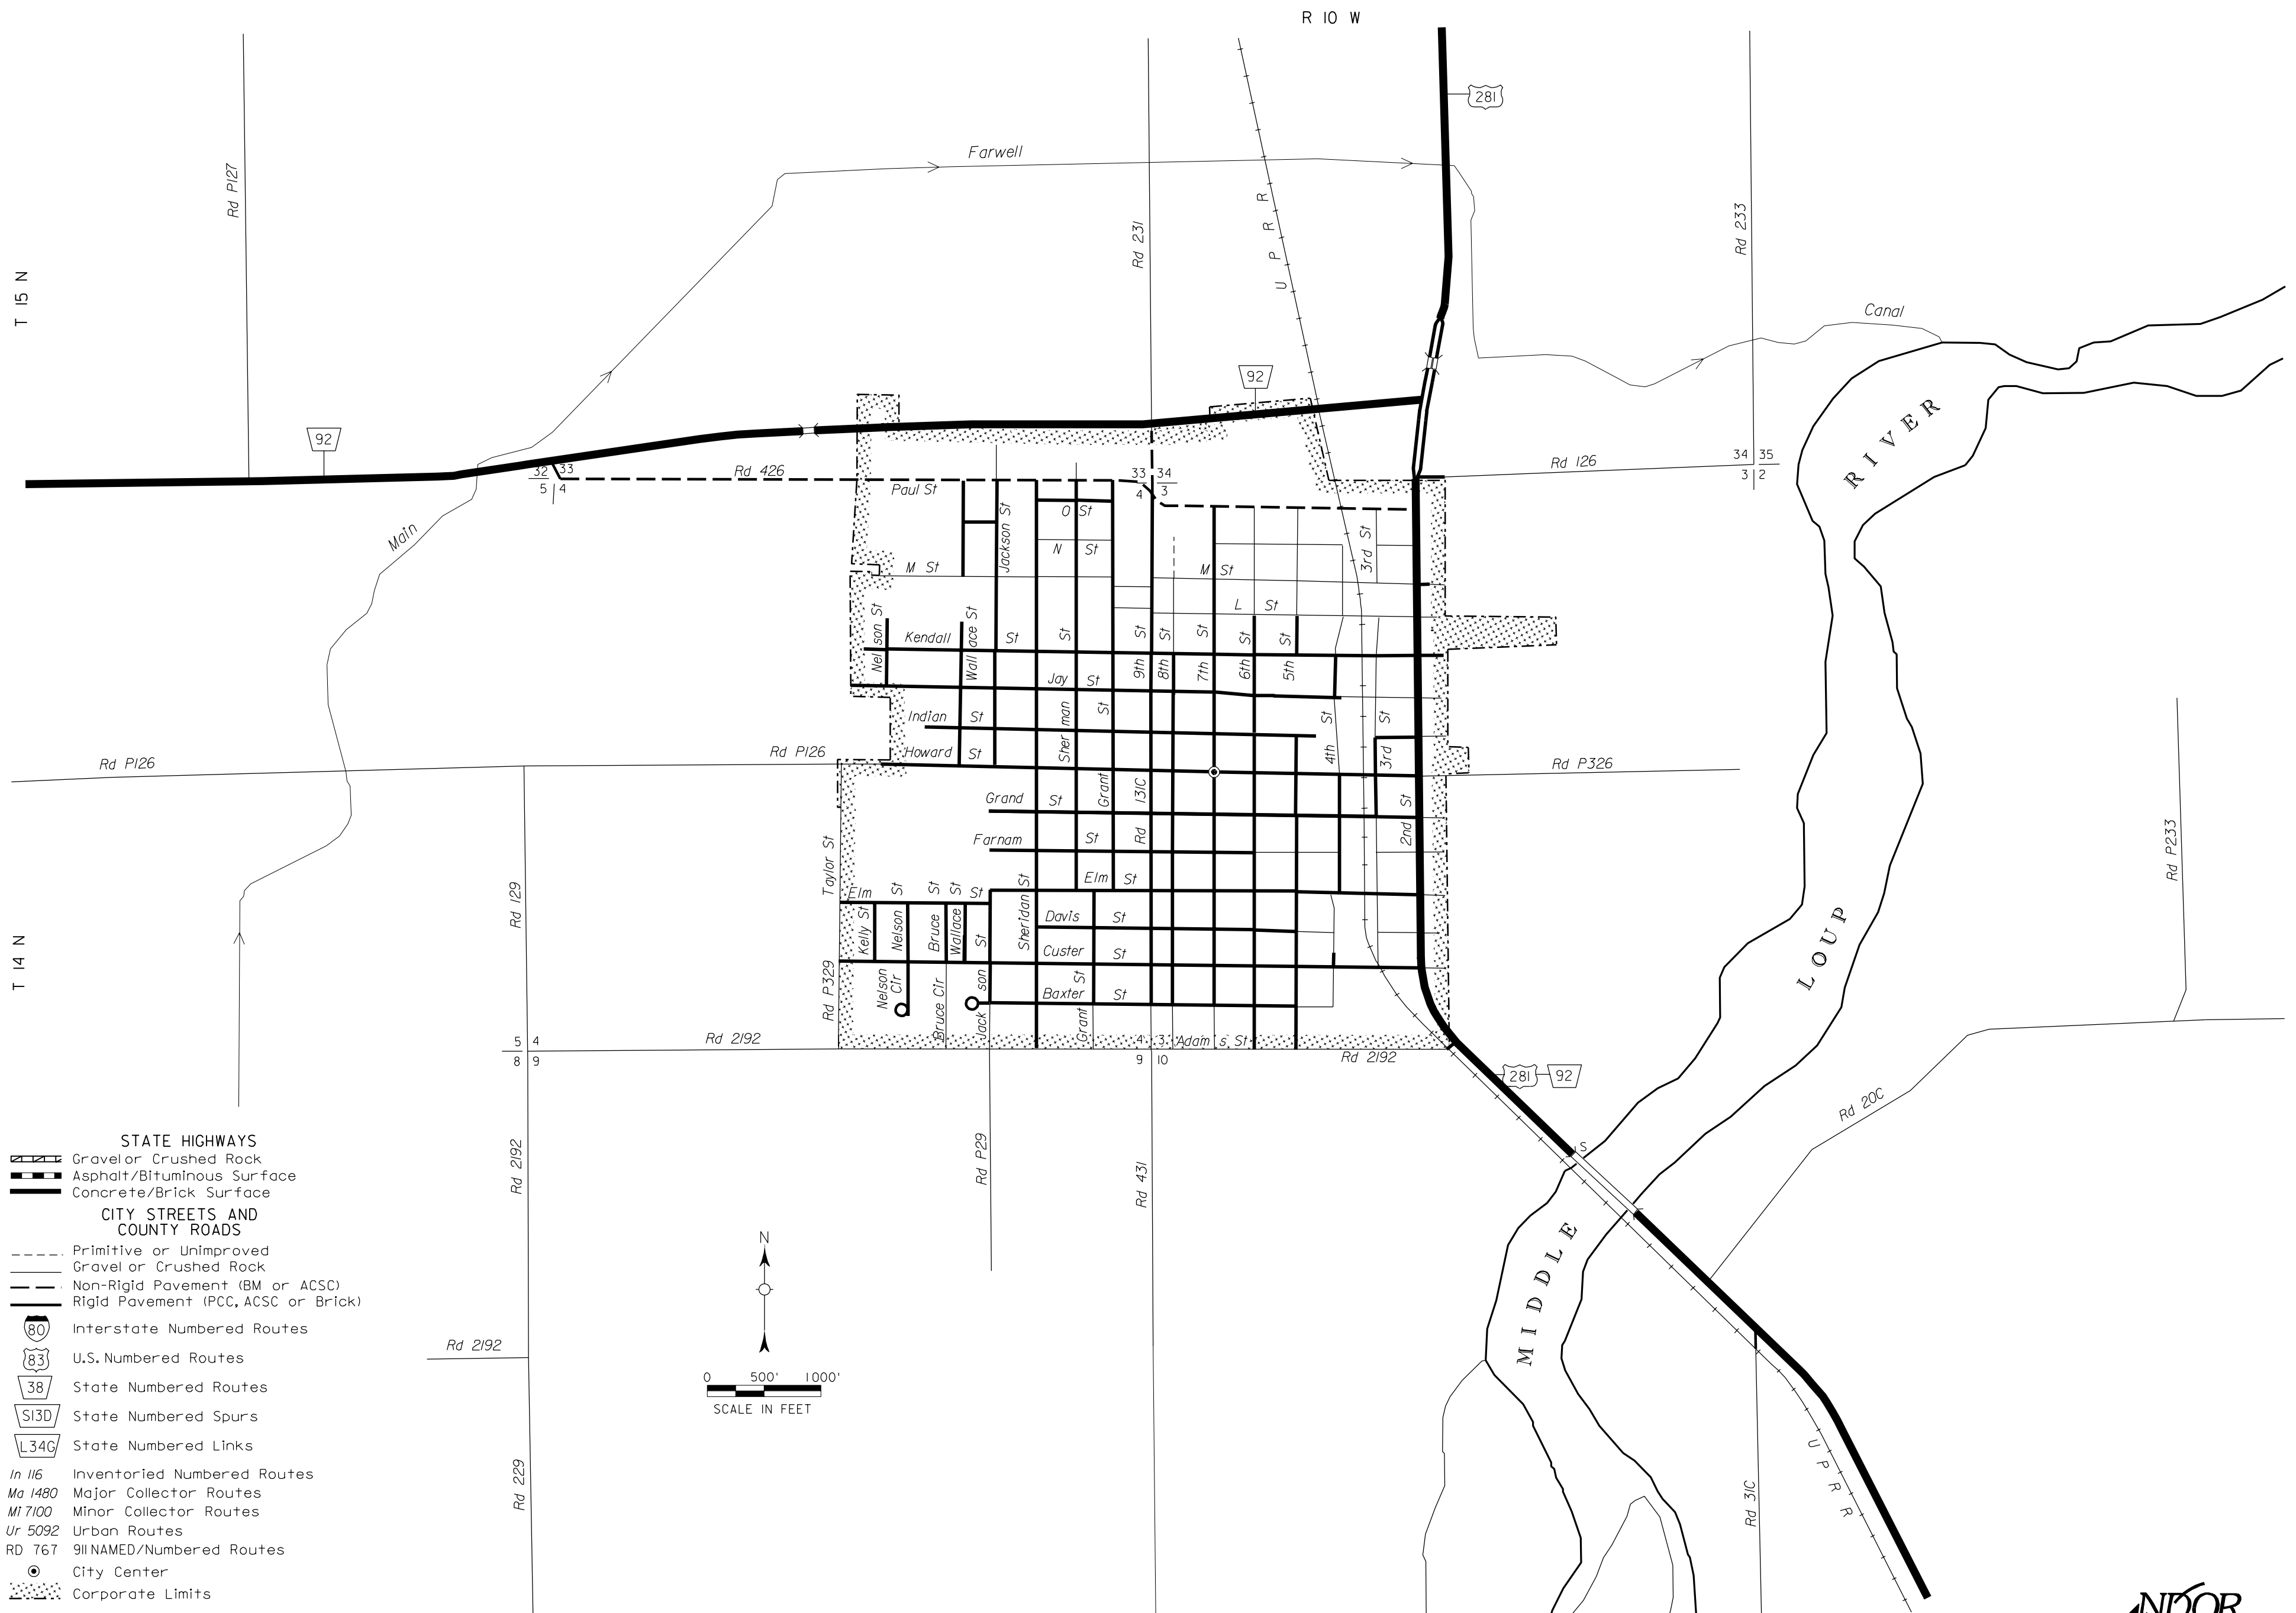 R 10 W
281
Farwell
Rd P127
Rd 231
U P R R
Rd 233
T 15 N
Canal
RIVER
92
92
32 33
5 4
Rd 426
33 34
4 3
Rd 126
34 35
3 2
Main
Paul St
O St
Jackson St
N St
3rd St
M St
M St
L St
Nelson St
Kendall St
Wallace St
St
9th St
8th St
7th St
6th St
5th St
Jay St
Indian St
Sherman
Grant St
4th St
3rd St
Howard St
Rd P126
Rd P126
Rd P326
Grand St
Rd 131C
2nd St
Farnam St
Taylor St
Rd P233
Elm St
Elm St
Rd 129
Kelly St
Nelson St
Bruce St
Wallace St
Jackson St
Sheridan St
Davis St
Custer St
LOUP
T 14 N
Rd P329
Nelson Cir
Bruce Cir
Grant St
Baxter St
Rd 2192
5 4
8 9
4 3
9 10
Adams St
Rd 2192
281
92
Rd 20C
S
Rd 2192
Rd P29
Rd 431
MIDDLE
STATE HIGHWAYS
Gravel or Crushed Rock
Asphalt/Bituminous Surface
Concrete/Brick Surface
CITY STREETS AND
COUNTY ROADS
Primitive or Unimproved
Gravel or Crushed Rock
Non-Rigid Pavement (BM or ACSC)
Rigid Pavement (PCC, ACSC or Brick)
80 Interstate Numbered Routes
83 U.S. Numbered Routes
38 State Numbered Routes
S13D State Numbered Spurs
L34G State Numbered Links
In 116 Inventoried Numbered Routes
Ma 1480 Major Collector Routes
Mi 7100 Minor Collector Routes
Ur 5092 Urban Routes
RD 767 911 NAMED/Numbered Routes
City Center
Corporate Limits
N
0 500' 1000'
SCALE IN FEET
Rd 2192
Rd 229
Rd 31C
U P R R
NDOR